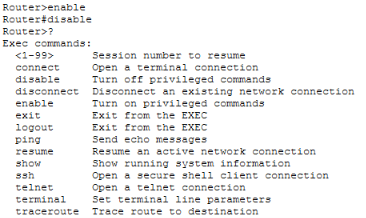 Router>enable
Router#disable
Router>?
Exec commands:
  <1-99>      Session number to resume
  connect     Open a terminal connection
  disable     Turn off privileged commands
  disconnect  Disconnect an existing network connection
  enable      Turn on privileged commands
  exit        Exit from the EXEC
  logout      Exit from the EXEC
  ping        Send echo messages
  resume      Resume an active network connection
  show        Show running system information
  ssh         Open a secure shell client connection
  telnet      Open a telnet connection
  terminal    Set terminal line parameters
  traceroute  Trace route to destination